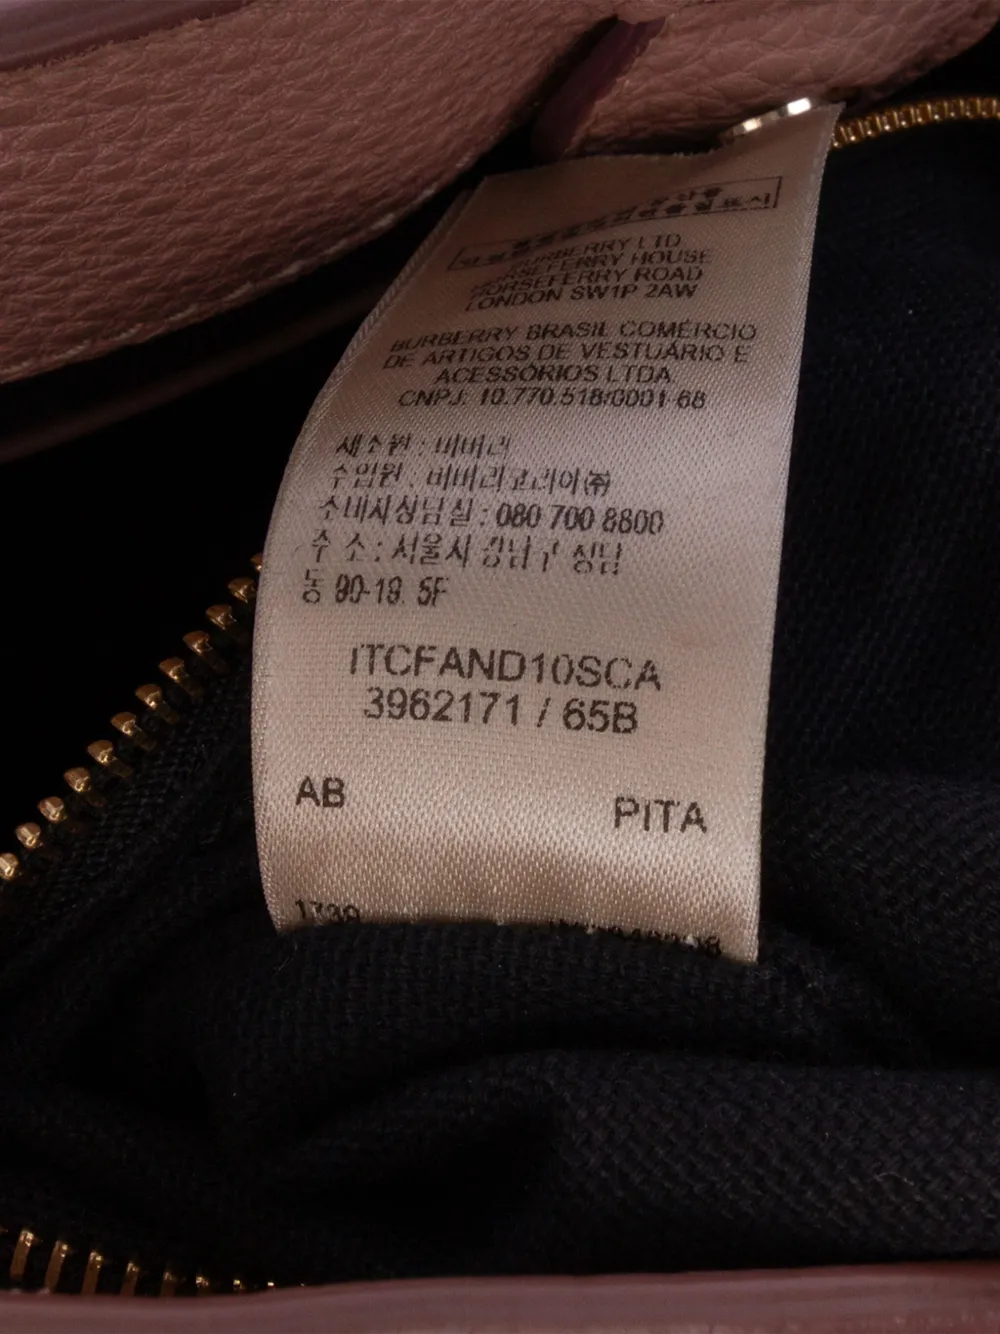 BURBERRY LTD
HORSEFERRY HOUSE
HORSEFERRY ROAD
LONDON SW1P 2AW
BURBERRY BRASIL COMÉRCIO
DE ARTIGOS DE VESTUÁRIO E
ACESSÓRIOS LTDA
CNPJ: 10.770.518/0001-68
제조원 : 버버리
수입원 : 버버리코리아㈜
소비자상담실 : 080 700 8800
주 소 : 서울시 강남구 청담
동 90-19. 5F
ITCFAND10SCA
3962171 / 65B
AB PITA
1739